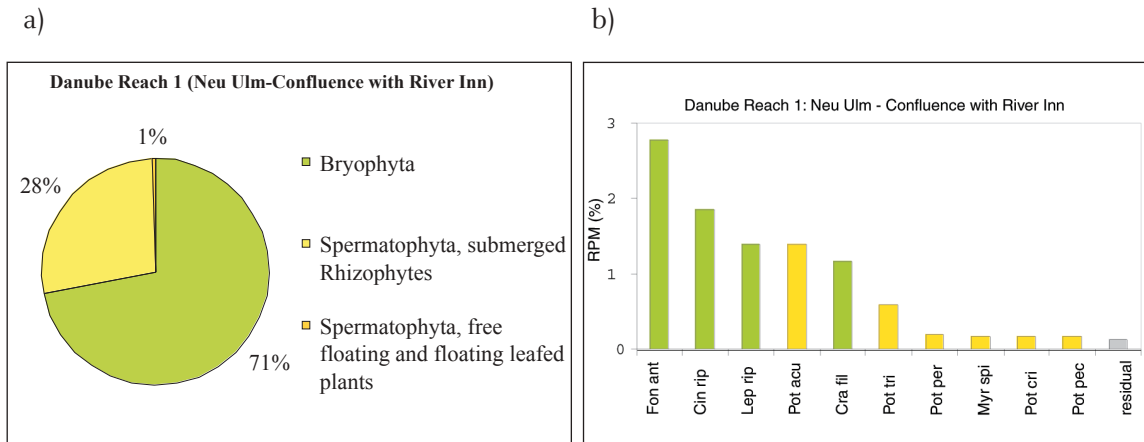 a)
Danube Reach 1 (Neu Ulm-Confluence with River Inn)
1%
28%
71%
Bryophyta
Spermatophyta, submerged
Rhizophytes
Spermatophyta, free
floating and floating leafed
plants
b)
Danube Reach 1: Neu Ulm - Confluence with River Inn
RPM (%)
3
2
1
0
Fon ant
Cin rip
Lep rip
Pot acu
Cra fil
Pot tri
Pot per
Myr spi
Pot cri
Pot pec
residual